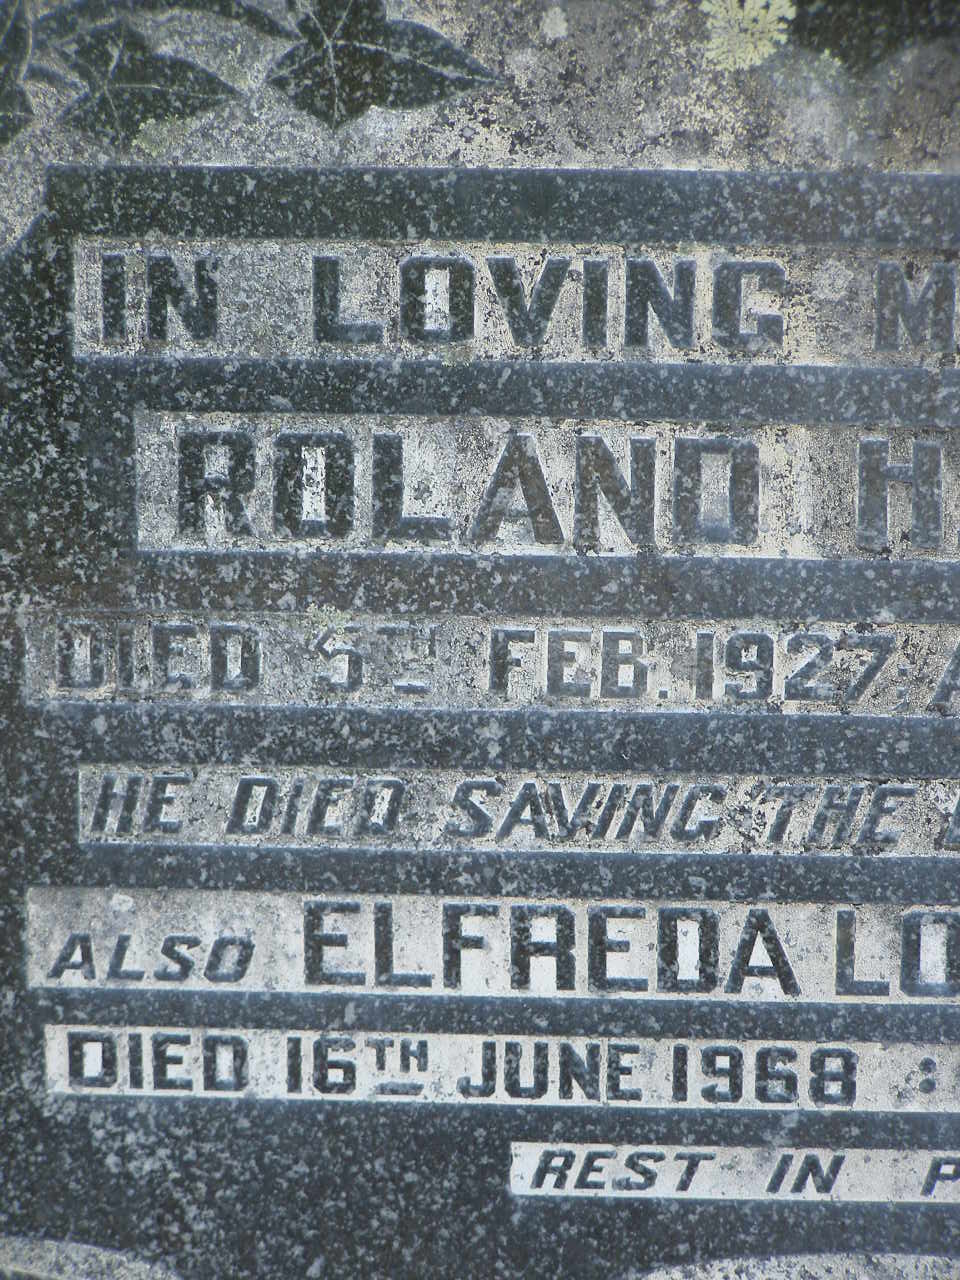 IN LOVING M
ROLAND H
DIED 5TH FEB. 1927: A
HE DIED SAVING THE
ALSO ELFREDA LO
DIED 16TH JUNE 1968 :
REST IN P